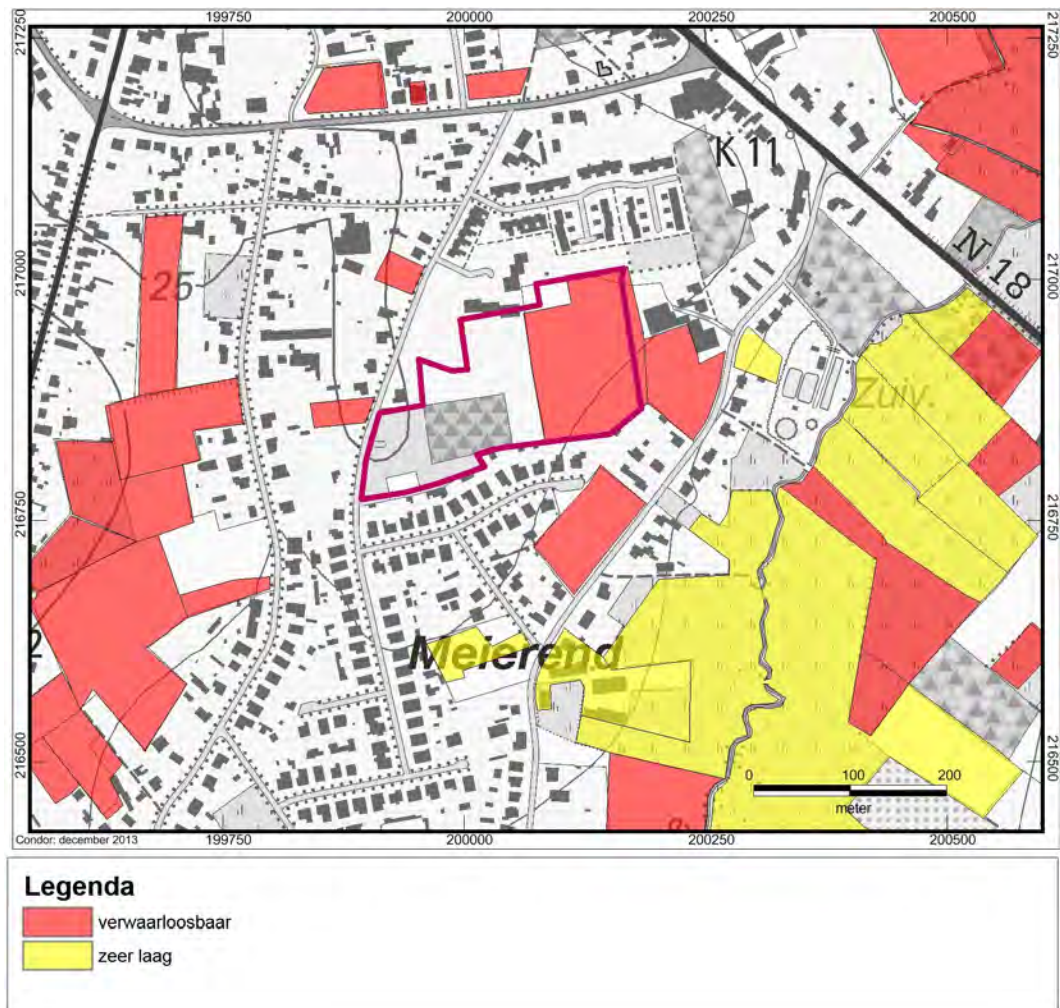 199750 200000 200250 200500
217250 217250
K 11
N 18
217000 25 217000
Zuiv.
216750 216750
2 Meierend
216500 216500
0 100 200
meter
Condor: december 2013
199750 200000 200250 200500
Legenda
verwaarloosbaar
zeer laag